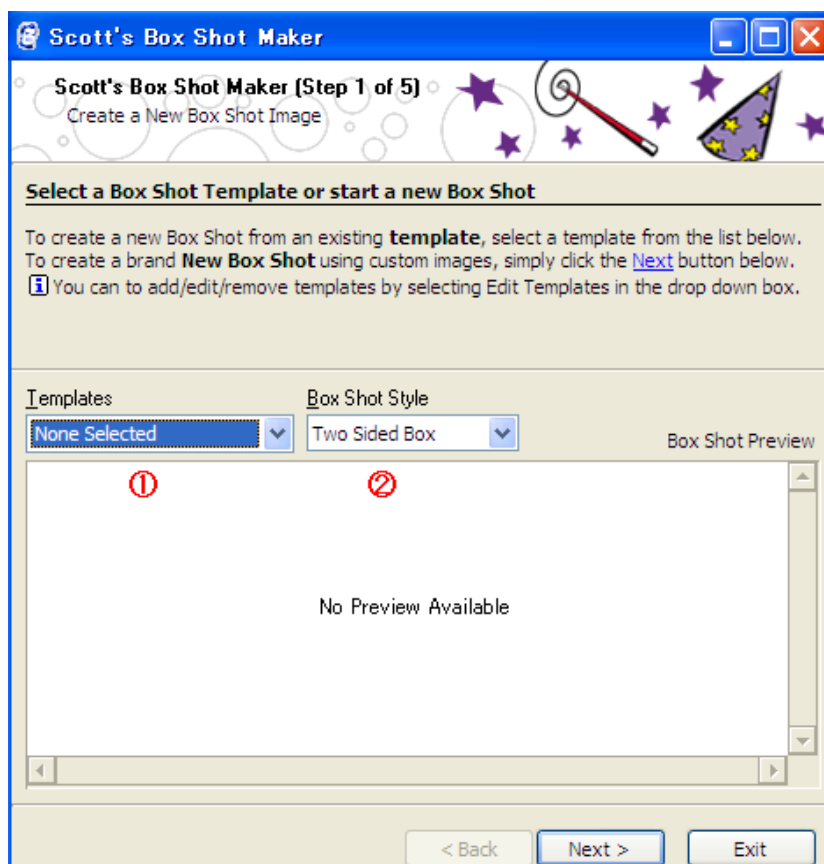 Scott's Box Shot Maker
Scott's Box Shot Maker (Step 1 of 5)
Create a New Box Shot Image
Select a Box Shot Template or start a new Box Shot
To create a new Box Shot from an existing template, select a template from the list below.
To create a brand New Box Shot using custom images, simply click the Next button below.
You can to add/edit/remove templates by selecting Edit Templates in the drop down box.
Templates Box Shot Style
None Selected Two Sided Box Box Shot Preview
① ②
No Preview Available
< Back Next > Exit